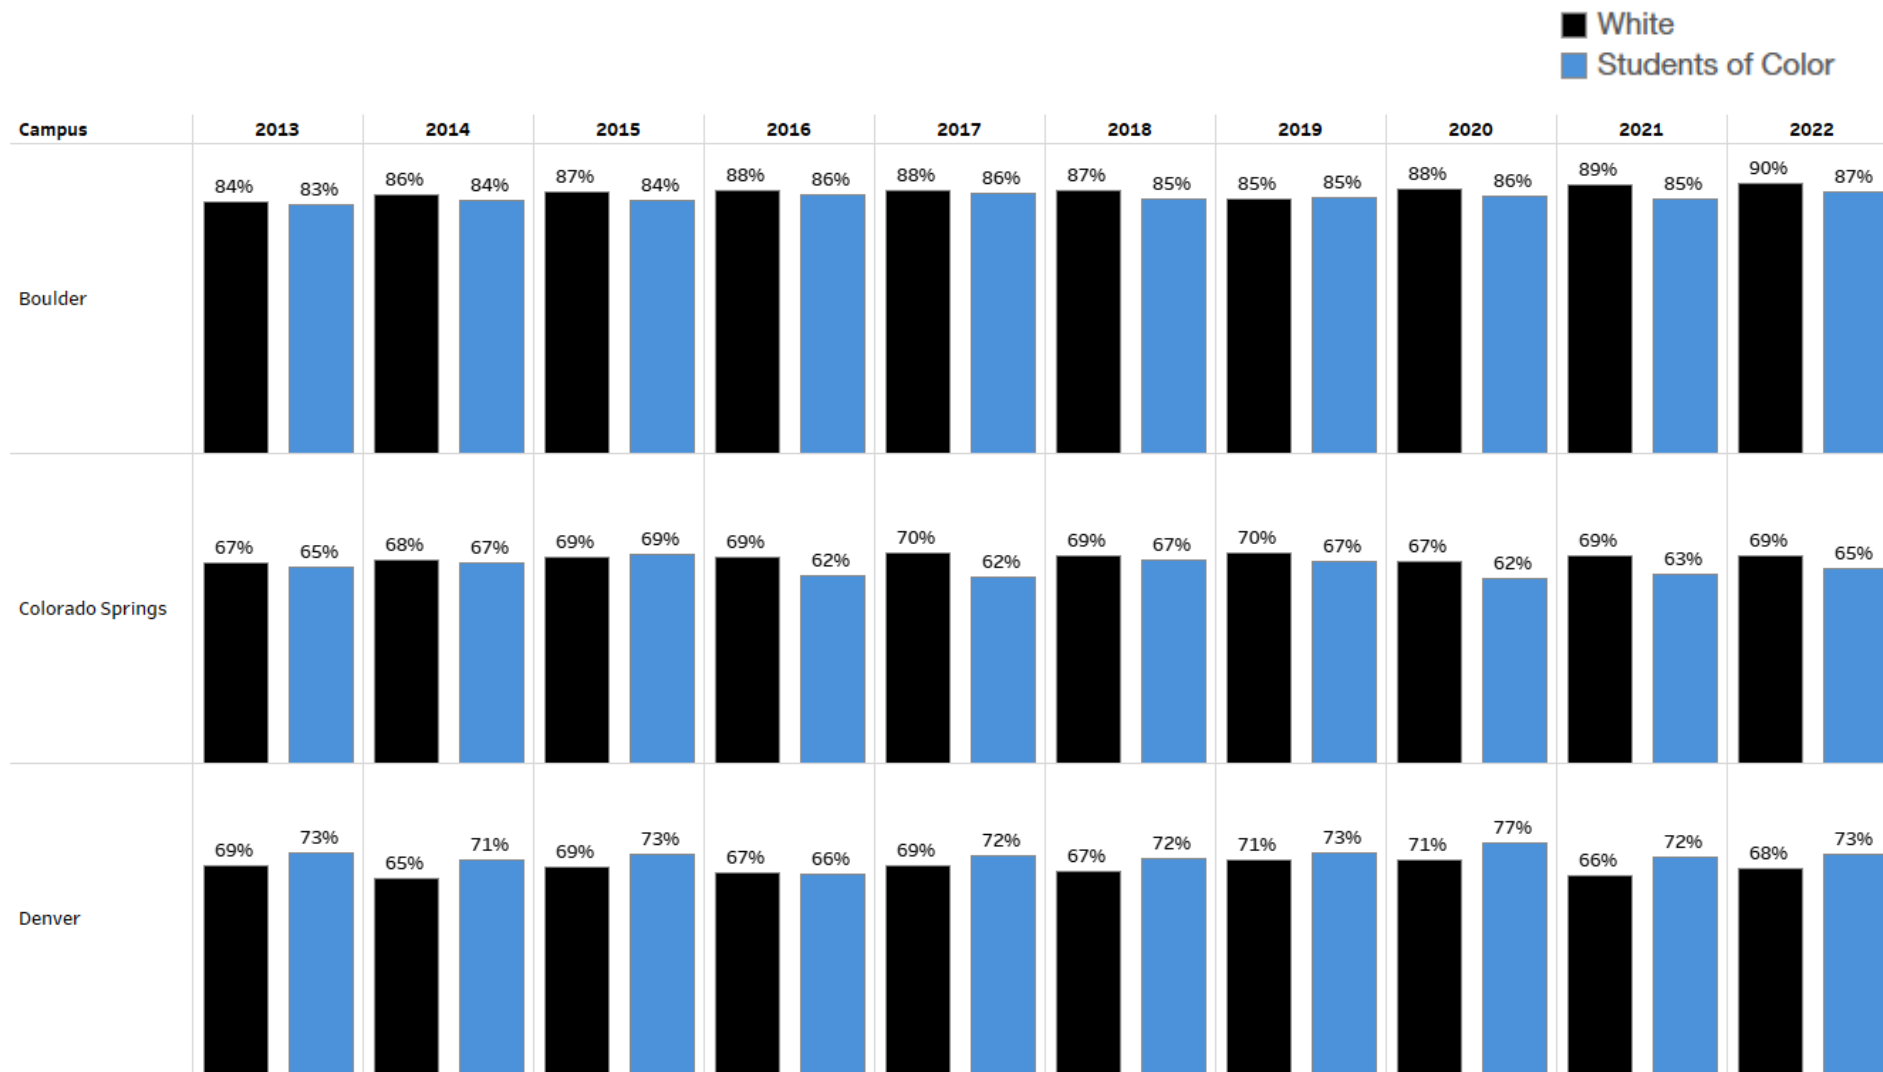 White
Students of Color
Campus 2013 2014 2015 2016 2017 2018 2019 2020 2021 2022
84% 83% 86% 84% 87% 84% 88% 86% 88% 86% 87% 85% 85% 85% 88% 86% 89% 85% 90% 87%
Boulder
67% 65% 68% 67% 69% 69% 69% 62% 70% 62% 69% 67% 70% 67% 67% 62% 69% 63% 69% 65%
Colorado Springs
69% 73% 65% 71% 69% 73% 67% 66% 69% 72% 67% 72% 71% 73% 71% 77% 66% 72% 68% 73%
Denver